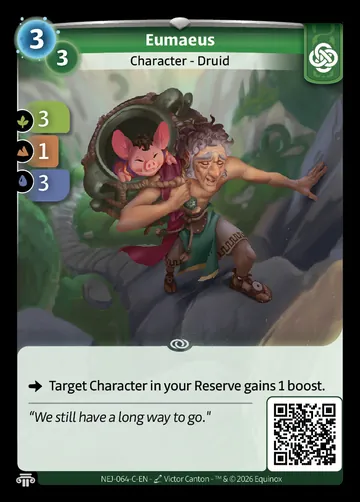 3
3
Eumaeus
Character - Druid
3
1
3
Target Character in your Reserve gains 1 boost.
"We still have a long way to go."
NEJ-064-C-EN - Victor Canton - ™ & © 2026 Equinox